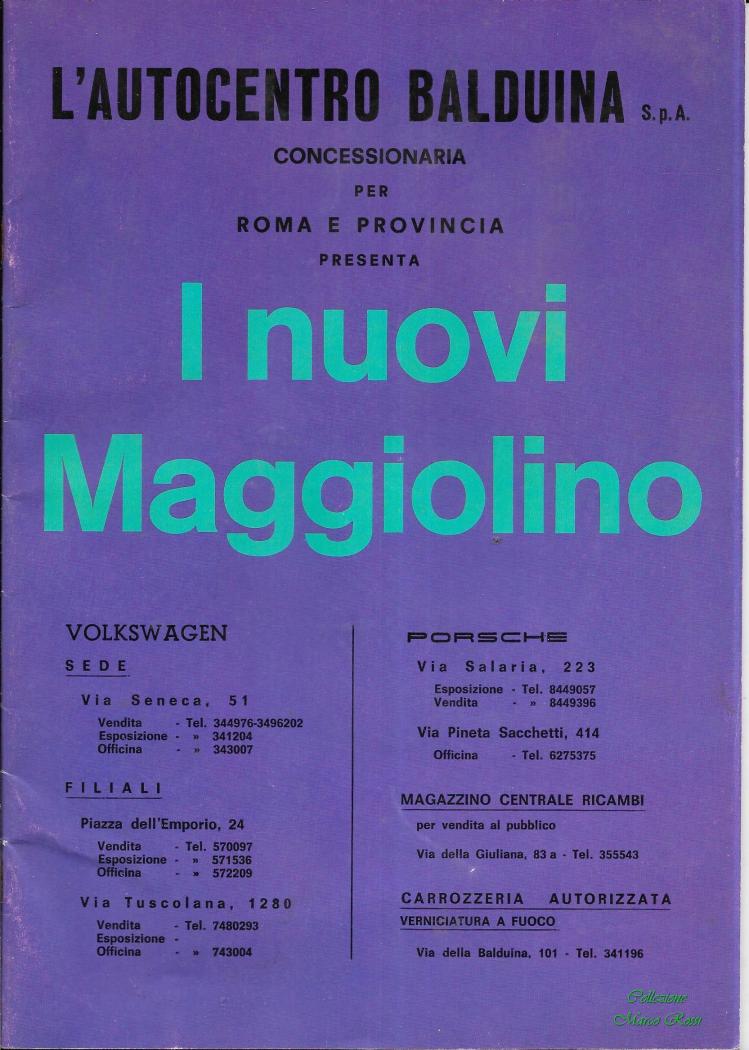 L'AUTOCENTRO BALDUINA S.p.A.
CONCESSIONARIA
PER
ROMA E PROVINCIA
PRESENTA
I nuovi
Maggiolino
VOLKSWAGEN
SEDE
Via Seneca, 51
Vendita - Tel. 344976-3496202
Esposizione - » 341204
Officina - » 343007
FILIALI
Piazza dell'Emporio, 24
Vendita - Tel. 570097
Esposizione - » 571536
Officina - » 572209
Via Tuscolana, 1280
Vendita - Tel. 7480293
Esposizione -
Officina - » 743004
PORSCHE
Via Salaria, 223
Esposizione - Tel. 8449057
Vendita - » 8449396
Via Pineta Sacchetti, 414
Officina - Tel. 6275375
MAGAZZINO CENTRALE RICAMBI
per vendita al pubblico
Via della Giuliana, 83 a - Tel. 355543
CARROZZERIA AUTORIZZATA
VERNICIATURA A FUOCO
Via della Balduina, 101 - Tel. 341196
Collezione
Marco Rossi